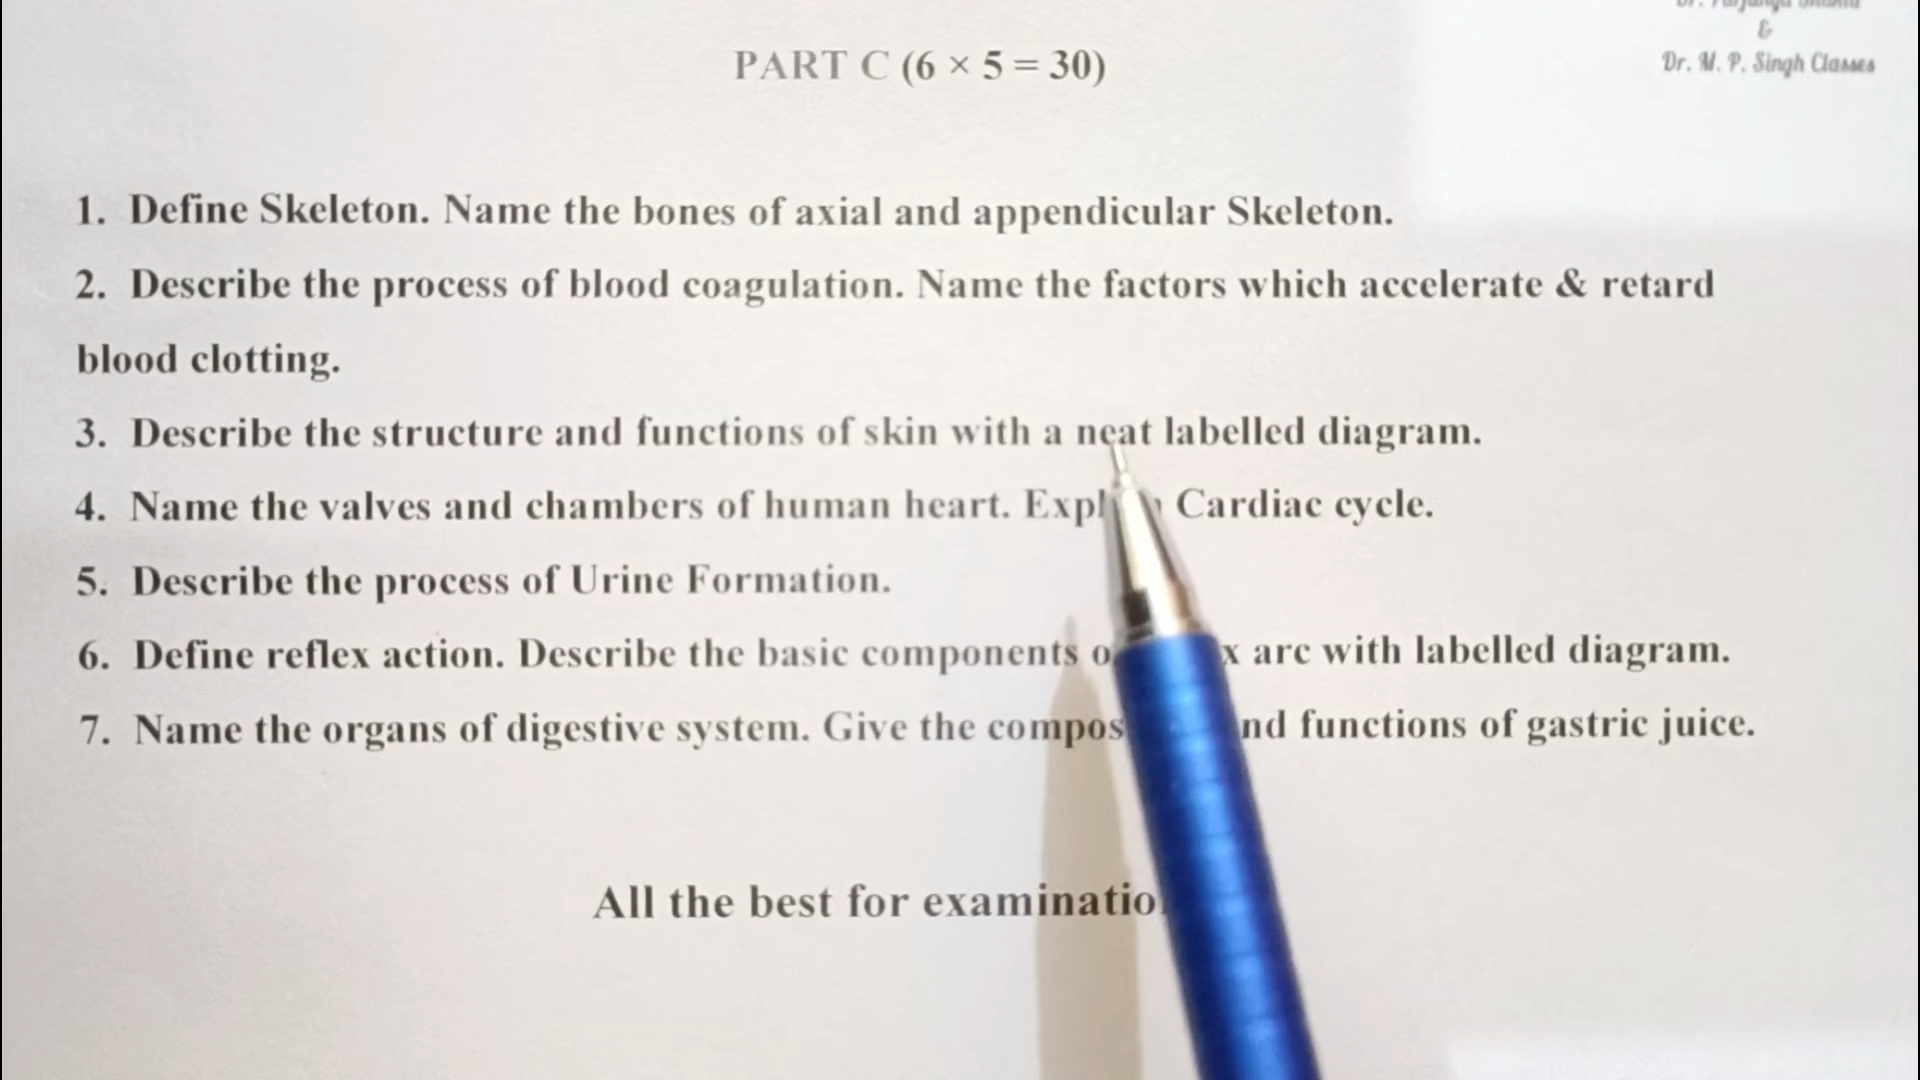 &
Dr. M. P. Singh Classes
PART C (6 × 5 = 30)
1. Define Skeleton. Name the bones of axial and appendicular Skeleton.
2. Describe the process of blood coagulation. Name the factors which accelerate & retard
blood clotting.
3. Describe the structure and functions of skin with a neat labelled diagram.
4. Name the valves and chambers of human heart. Cardiac cycle.
5. Describe the process of Urine Formation.
6. Define reflex action. Describe the basic components arc with labelled diagram.
7. Name the organs of digestive system. Give the functions of gastric juice.
All the best for